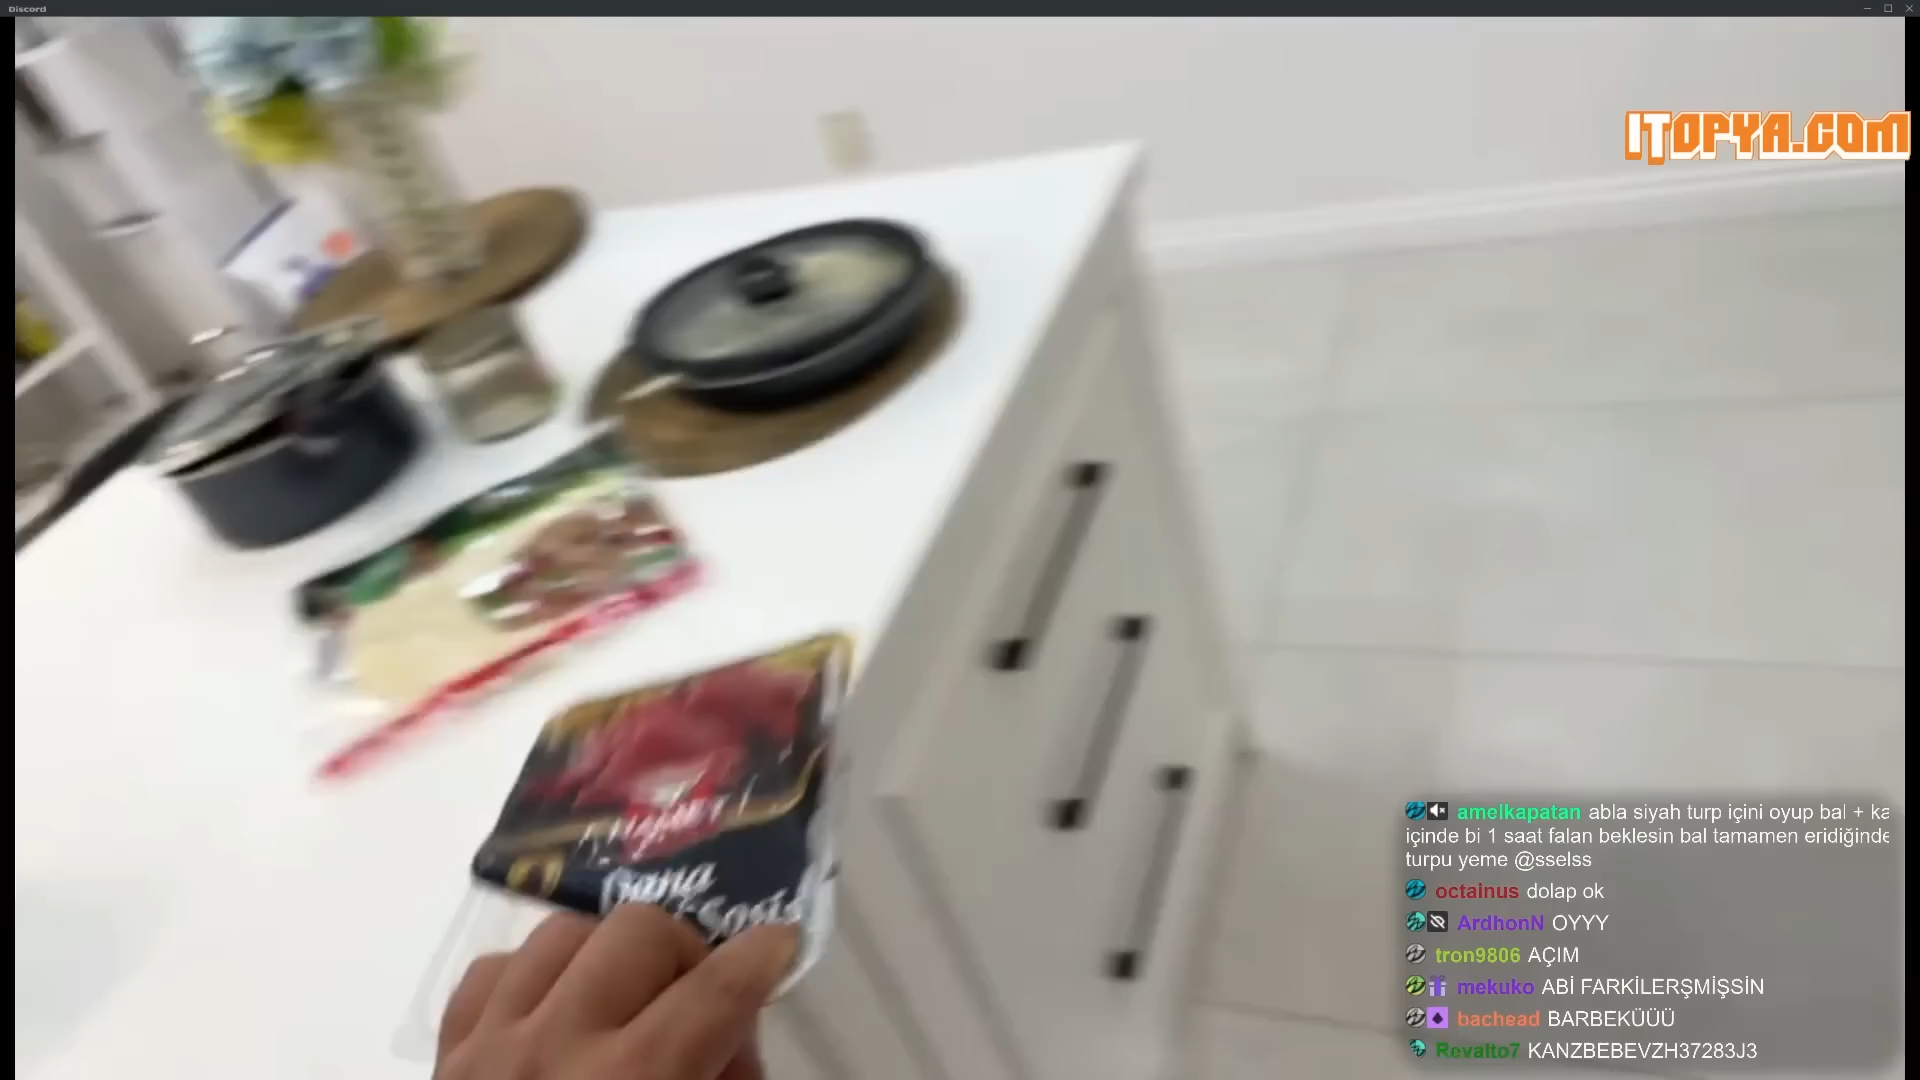 Discord
ITOPYA.COM
Dana
Sosis
amelkapatan abla siyah turp içini oyup bal + ka
içinde bi 1 saat falan beklesin bal tamamen eridiğinde
turpu yeme @sselss
octainus dolap ok
ArdhonN OYYY
tron9806 AÇIM
mekuko ABİ FARKİLERŞMİŞSİN
bachead BARBEKÜÜÜ
Revalto7 KANZBEBEVZH37283J3